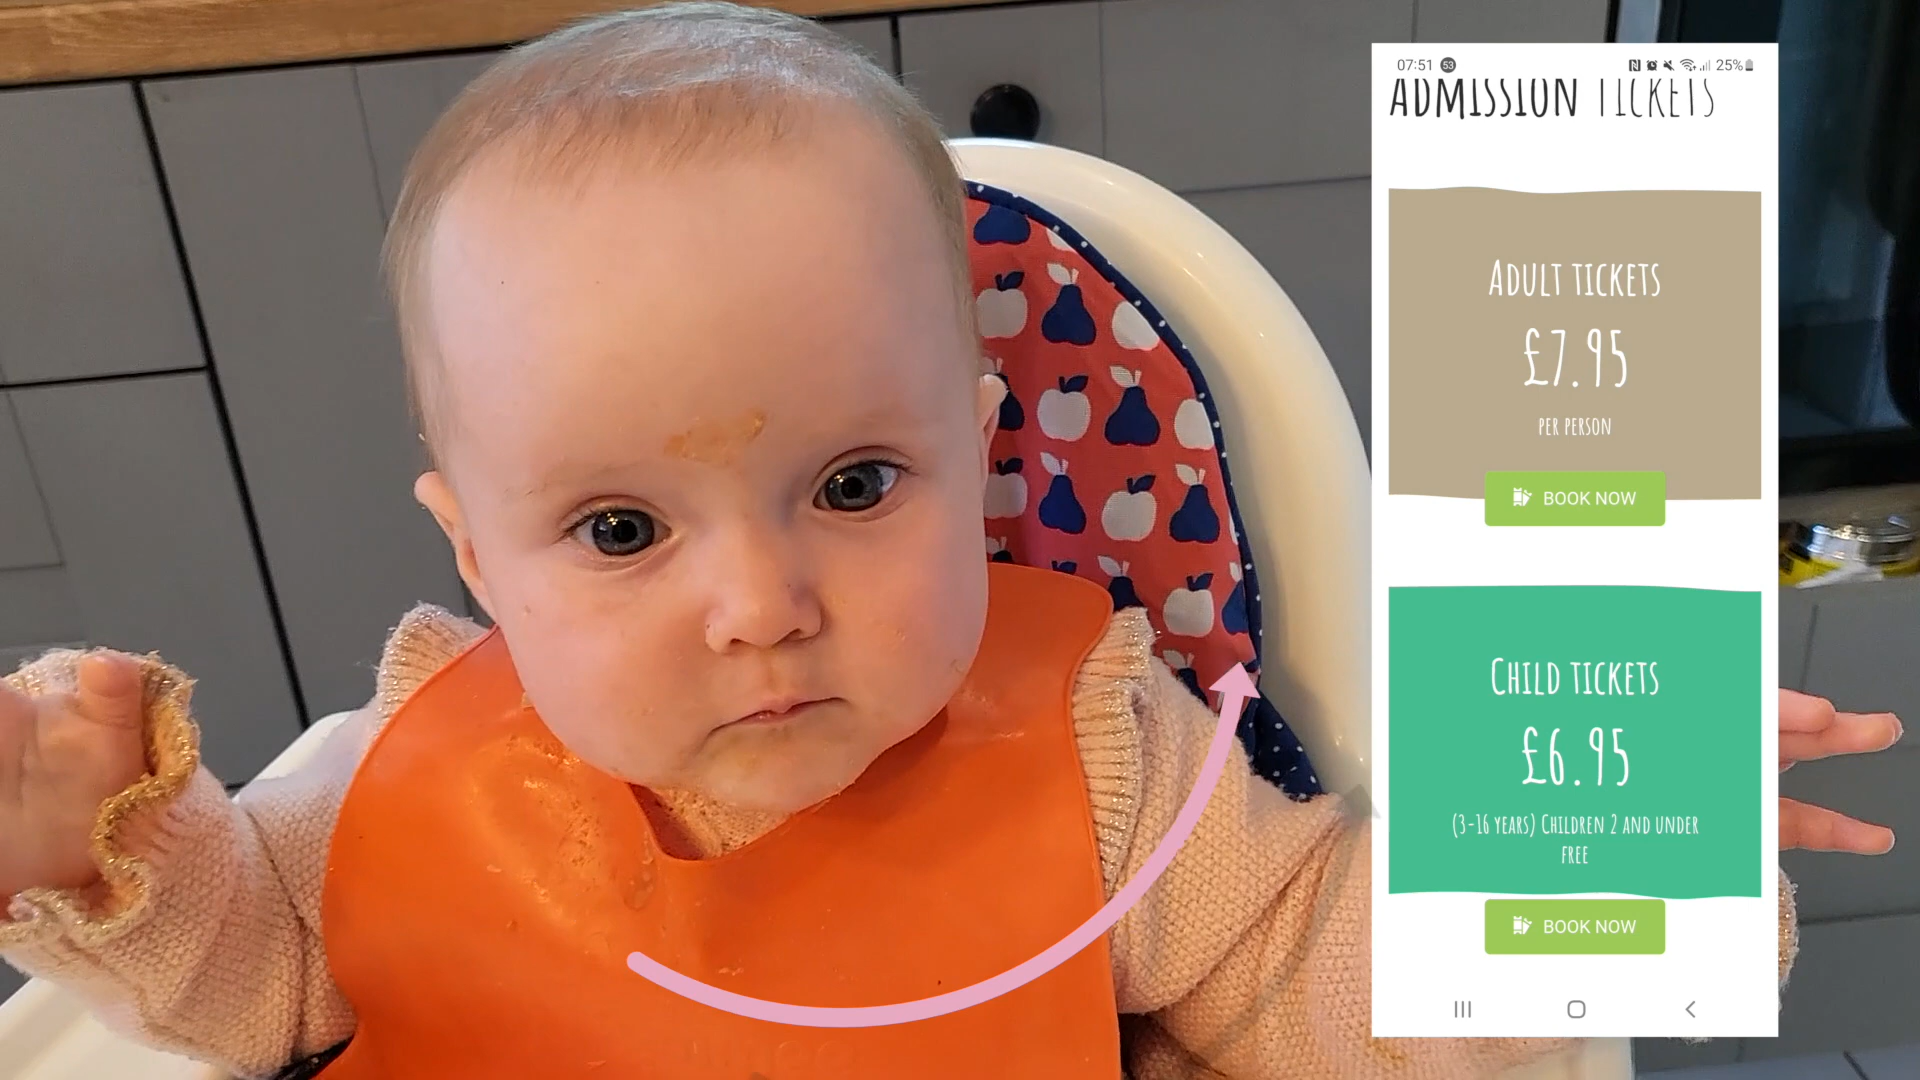 07:51 53 25%
ADMISSION TICKETS
ADULT TICKETS
£7.95
PER PERSON
BOOK NOW
CHILD TICKETS
£6.95
(3-16 YEARS) CHILDREN 2 AND UNDER
FREE
BOOK NOW